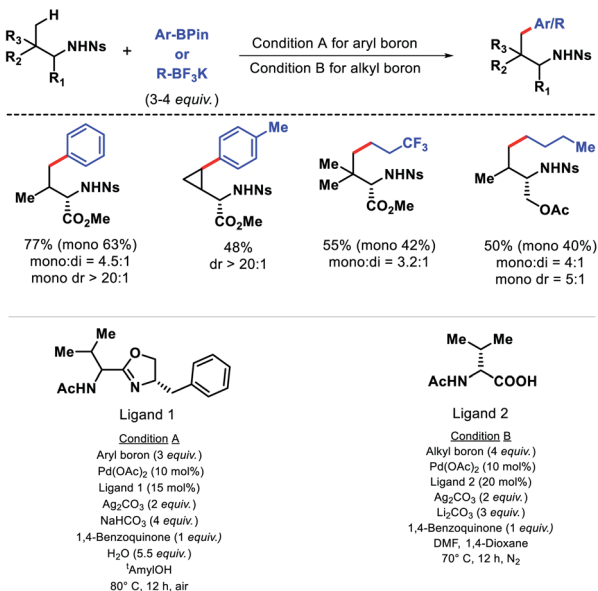 H
R3
R2
NHNs
R1
+
Ar-BPin
or
R-BF3K
(3-4 equiv.)
Condition A for aryl boron
Condition B for alkyl boron
Ar/R
R3
R2
NHNs
R1
Me
NHNs
CO2Me
77% (mono 63%)
mono:di = 4.5:1
mono dr > 20:1
Me
NHNs
CO2Me
48%
dr > 20:1
CF3
Me
Me
NHNs
CO2Me
55% (mono 42%)
mono:di = 3.2:1
Me
Me
NHNs
OAc
50% (mono 40%)
mono:di = 4:1
mono dr = 5:1
Me
Me
O
N
AcHN
Ligand 1
Condition A
Aryl boron (3 equiv.)
Pd(OAc)2 (10 mol%)
Ligand 1 (15 mol%)
Ag2CO3 (2 equiv.)
NaHCO3 (4 equiv.)
1,4-Benzoquinone (1 equiv.)
H2O (5.5 equiv.)
tAmylOH
80° C, 12 h, air
Me
Me
AcHN
COOH
Ligand 2
Condition B
Alkyl boron (4 equiv.)
Pd(OAc)2 (10 mol%)
Ligand 2 (20 mol%)
Ag2CO3 (2 equiv.)
Li2CO3 (3 equiv.)
1,4-Benzoquinone (1 equiv.)
DMF, 1,4-Dioxane
70° C, 12 h, N2